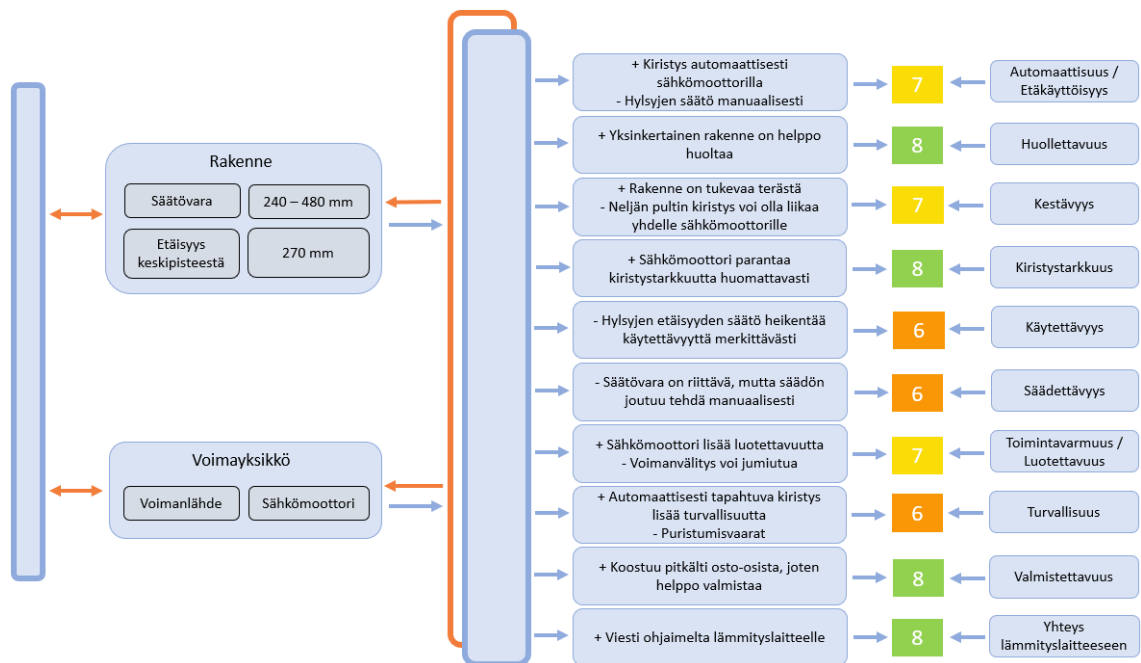 Rakenne
Säätövara
240 – 480 mm
Etäisyys
keskipisteestä
270 mm
Voimayksikkö
Voimanlähde
Sähkömoottori
+ Kiristys automaattisesti
sähkömoottorilla
- Hylsyjen säätö manuaalisesti
7
Automaattisuus /
Etäkäyttöisyys
+ Yksinkertainen rakenne on helppo
huoltaa
8
Huollettavuus
+ Rakenne on tukevaa terästä
- Neljän pultin kiristys voi olla liikaa
yhdelle sähkömoottorille
7
Kestävyys
+ Sähkömoottori parantaa
kiristystarkkuutta huomattavasti
8
Kiristystarkkuus
- Hylsyjen etäisyyden säätö heikentää
käytettävyyttä merkittävästi
6
Käytettävyys
- Säätövara on riittävä, mutta säädön
joutuu tehdä manuaalisesti
6
Säädettävyys
+ Sähkömoottori lisää luotettavuutta
- Voimanvälitys voi jumiutua
7
Toimintavarmuus /
Luotettavuus
+ Automaattisesti tapahtuva kiristys
lisää turvallisuutta
- Puristumisvaarat
6
Turvallisuus
+ Koostuu pitkälti osto-osista, joten
helppo valmistaa
8
Valmistettavuus
+ Viesti ohjaimelta lämmityslaitteelle
8
Yhteys
lämmityslaitteeseen